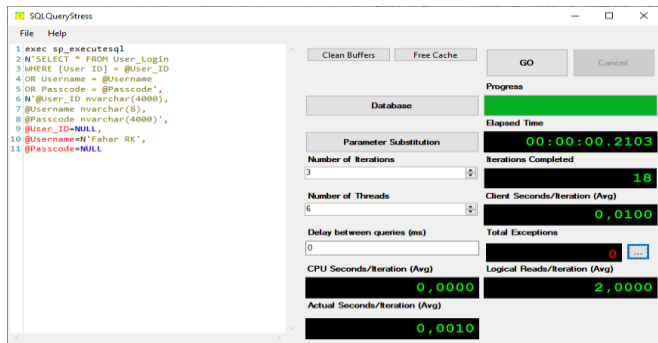 SQLQueryStress
File Help
1 exec sp_executesql
2 N'SELECT * FROM User_Login
3 WHERE [User ID] = @User_ID
4 OR Username = @Username
5 OR Passcode = @Passcode',
6 N'@User_ID nvarchar(4000),
7 @Username nvarchar(8),
8 @Passcode nvarchar(4000)',
9 @User_ID=NULL,
10 @Username=N'Fahar RK',
11 @Passcode=NULL
Clean Buffers Free Cache
GO Cancel
Progress
Database
Elapsed Time
Parameter Substitution
00:00:00.2103
Number of Iterations
Iterations Completed
3
18
Number of Threads
Client Seconds/Iteration (Avg)
6
0,0100
Delay between queries (ms)
Total Exceptions
0
0 ...
CPU Seconds/Iteration (Avg)
Logical Reads/Iteration (Avg)
0,0000
2,0000
Actual Seconds/Iteration (Avg)
0,0010